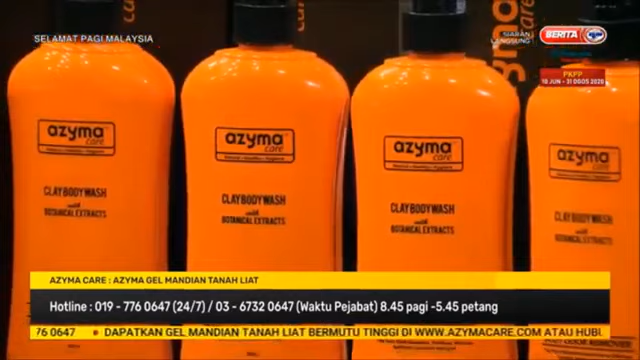 SELAMAT PAGI MALAYSIA
SIARAN LANGSUNG
BERITA
PKPP
10 JUN - 31 OGOS 2020
azyma
care
azyma
care
azyma
care
azyma
care
azyma
care
CLAYBODYWASH
with
BOTANICAL EXTRACTS
CLAYBODYWASH
with
BOTANICAL EXTRACTS
CLAYBODYWASH
with
BOTANICAL EXTRACTS
CLAYBODYWASH
with
BOTANICAL EXTRACTS
AZYMA CARE : AZYMA GEL MANDIAN TANAH LIAT
Hotline : 019 - 776 0647 (24/7) / 03 - 6732 0647 (Waktu Pejabat) 8.45 pagi -5.45 petang
76 0647 DAPATKAN GEL MANDIAN TANAH LIAT BERMUTU TINGGI DI WWW.AZYMACARE.COM ATAU HUBU